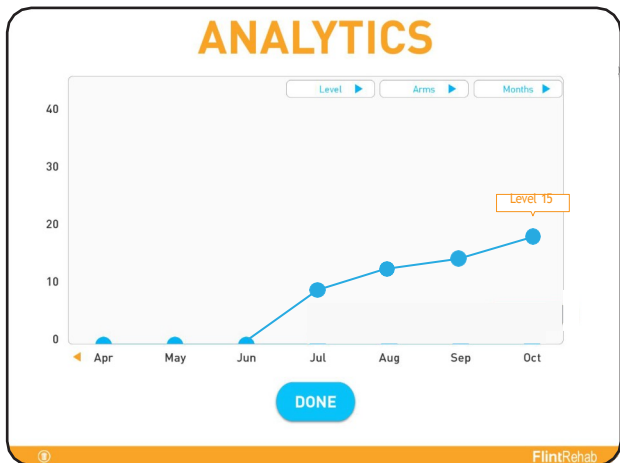 ANALYTICS
Level Arms Months
40
30
20
Level 15
10
0
Apr May Jun Jul Aug Sep Oct
DONE
FlintRehab